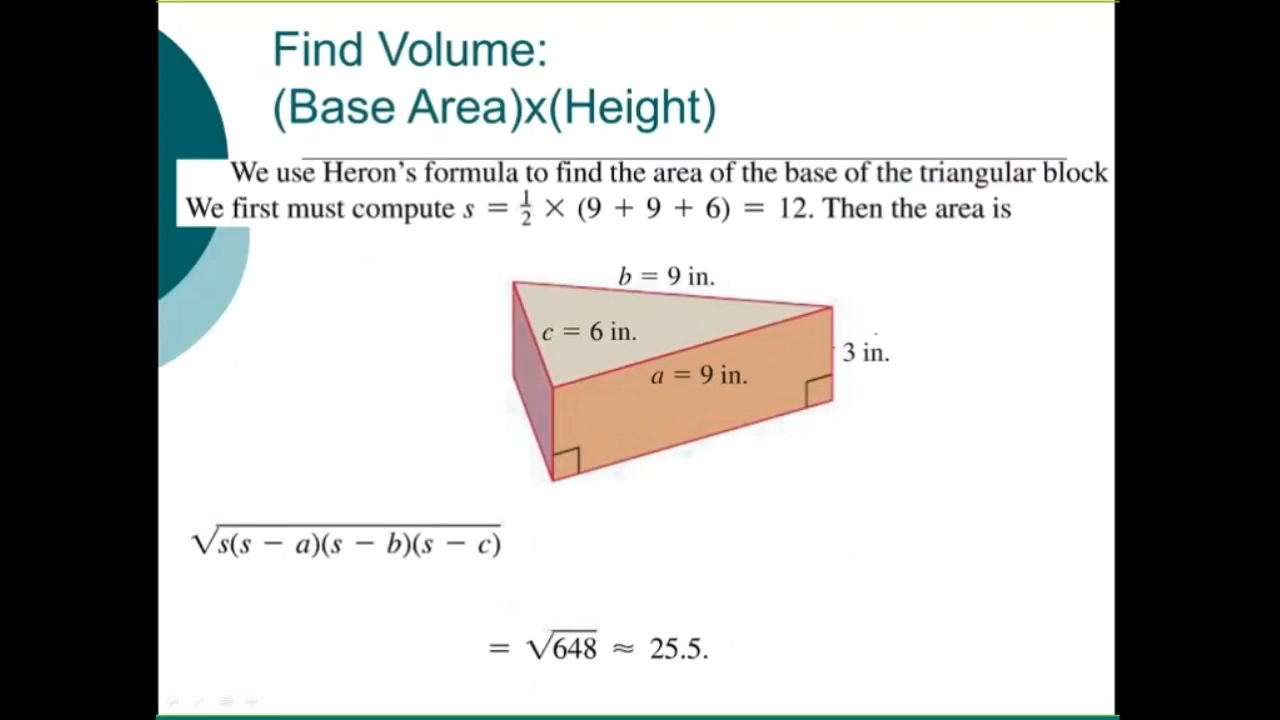 Find Volume:
(Base Area)x(Height)
We use Heron's formula to find the area of the base of the triangular block
We first must compute s = 1/2 × (9 + 9 + 6) = 12. Then the area is
b = 9 in.
c = 6 in.
3 in.
a = 9 in.
√s(s − a)(s − b)(s − c)
= √648 ≈ 25.5.